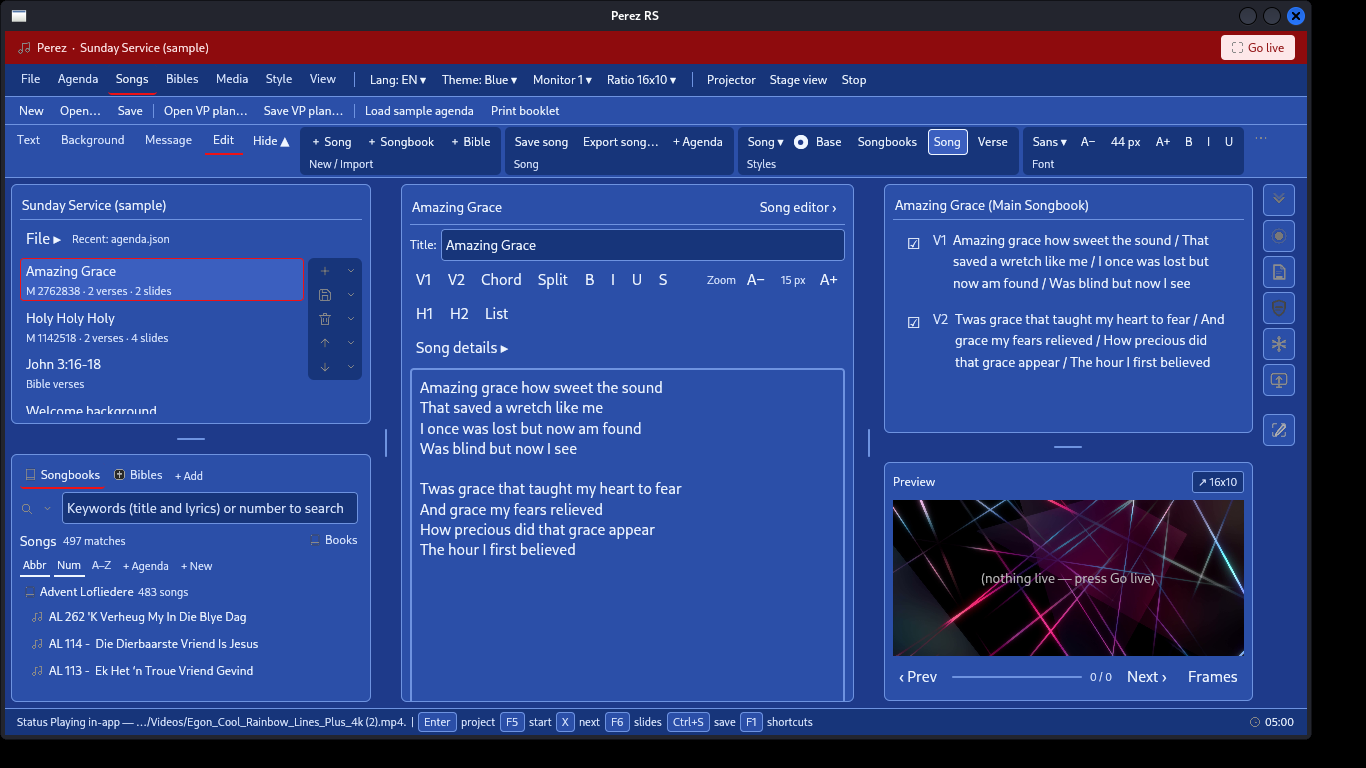 Perez RS
Perez · Sunday Service (sample)
Go live
File Agenda Songs Bibles Media Style View Lang: EN ▾ Theme: Blue ▾ Monitor 1 ▾ Ratio 16x10 ▾ Projector Stage view Stop
New Open... Save Open VP plan... Save VP plan... Load sample agenda Print booklet
Text Background Message Edit Hide ▲
+ Song + Songbook + Bible
New / Import
Save song Export song... + Agenda
Song
Song ▾ Base Songbooks Song Verse
Styles
Sans ▾ A− 44 px A+ B I U
Font
...
Sunday Service (sample)
File ▸ Recent: agenda.json
Amazing Grace
M 2762838 · 2 verses · 2 slides
Holy Holy Holy
M 1142518 · 2 verses · 4 slides
John 3:16-18
Bible verses
Welcome background
Songbooks Bibles + Add
Keywords (title and lyrics) or number to search
Songs 497 matches Books
Abbr Num A–Z + Agenda + New
Advent Lofliedere 483 songs
AL 262 'K Verheug My In Die Blye Dag
AL 114 - Die Dierbaarste Vriend Is Jesus
AL 113 - Ek Het 'n Troue Vriend Gevind
Amazing Grace Song editor ›
Title: Amazing Grace
V1 V2 Chord Split B I U S Zoom A− 15 px A+
H1 H2 List
Song details ▸
Amazing grace how sweet the sound
That saved a wretch like me
I once was lost but now am found
Was blind but now I see
Twas grace that taught my heart to fear
And grace my fears relieved
How precious did that grace appear
The hour I first believed
Amazing Grace (Main Songbook)
V1 Amazing grace how sweet the sound / That
saved a wretch like me / I once was lost but
now am found / Was blind but now I see
V2 Twas grace that taught my heart to fear / And
grace my fears relieved / How precious did
that grace appear / The hour I first believed
Preview ↗ 16x10
(nothing live — press Go live)
‹ Prev 0 / 0 Next › Frames
Status Playing in-app — .../Videos/Egon_Cool_Rainbow_Lines_Plus_4k (2).mp4. | Enter project F5 start X next F6 slides Ctrl+S save F1 shortcuts 05:00